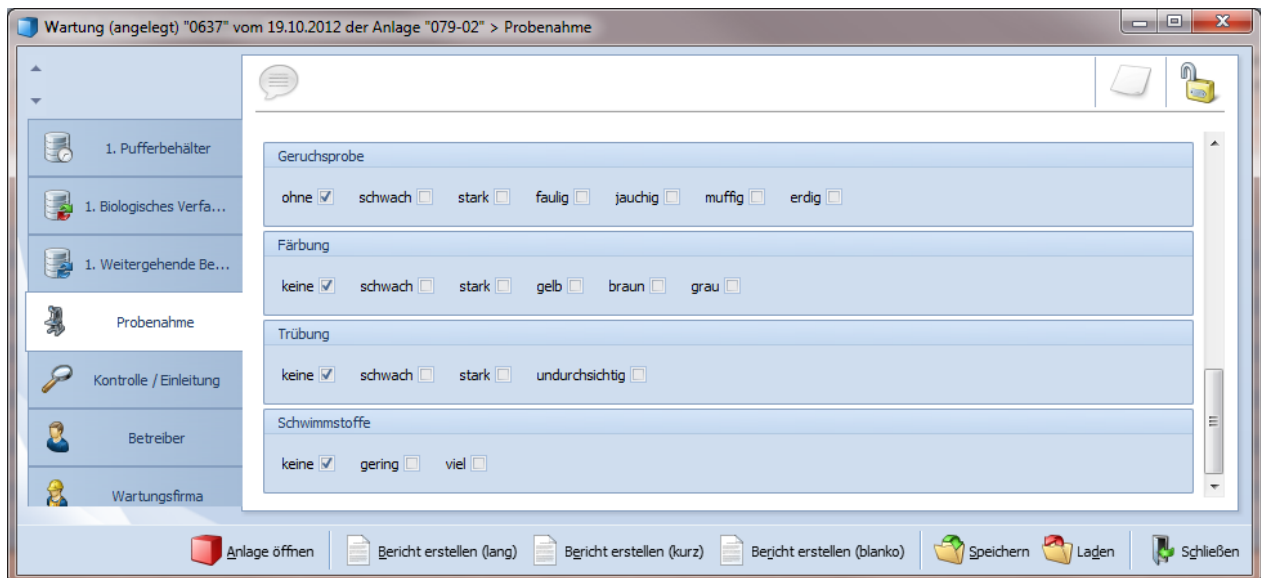 Wartung (angelegt) "0637" vom 19.10.2012 der Anlage "079-02" > Probenahme
1. Pufferbehälter
1. Biologisches Verfa...
1. Weitergehende Be...
Probenahme
Kontrolle / Einleitung
Betreiber
Wartungsfirma
Geruchsprobe
ohne schwach stark faulig jauchig muffig erdig
Färbung
keine schwach stark gelb braun grau
Trübung
keine schwach stark undurchsichtig
Schwimmstoffe
keine gering viel
Anlage öffnen Bericht erstellen (lang) Bericht erstellen (kurz) Bericht erstellen (blanko) Speichern Laden Schließen